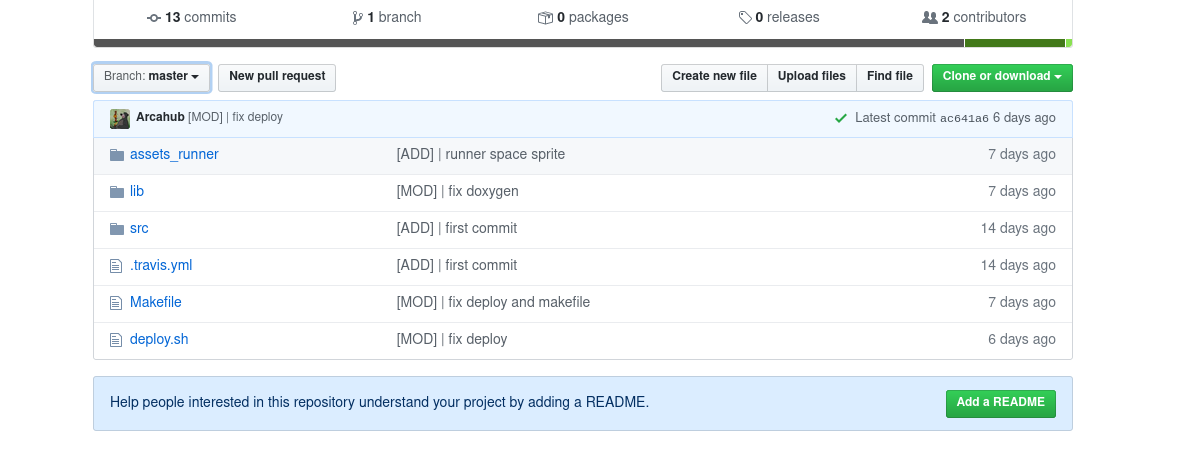 13 commits 1 branch 0 packages 0 releases 2 contributors
Branch: master New pull request Create new file Upload files Find file Clone or download
Arcahub [MOD] | fix deploy Latest commit ac641a6 6 days ago
assets_runner [ADD] | runner space sprite 7 days ago
lib [MOD] | fix doxygen 7 days ago
src [ADD] | first commit 14 days ago
.travis.yml [ADD] | first commit 14 days ago
Makefile [MOD] | fix deploy and makefile 7 days ago
deploy.sh [MOD] | fix deploy 6 days ago
Help people interested in this repository understand your project by adding a README. Add a README